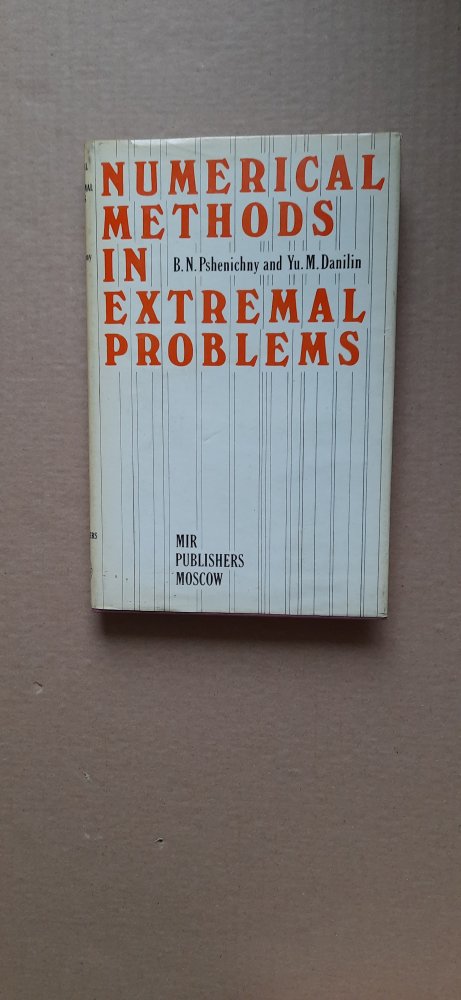 NUMERICAL
METHODS
IN
B.N.Pshenichny and Yu.M.Danilin
EXTREMAL
PROBLEMS
MIR
PUBLISHERS
MOSCOW